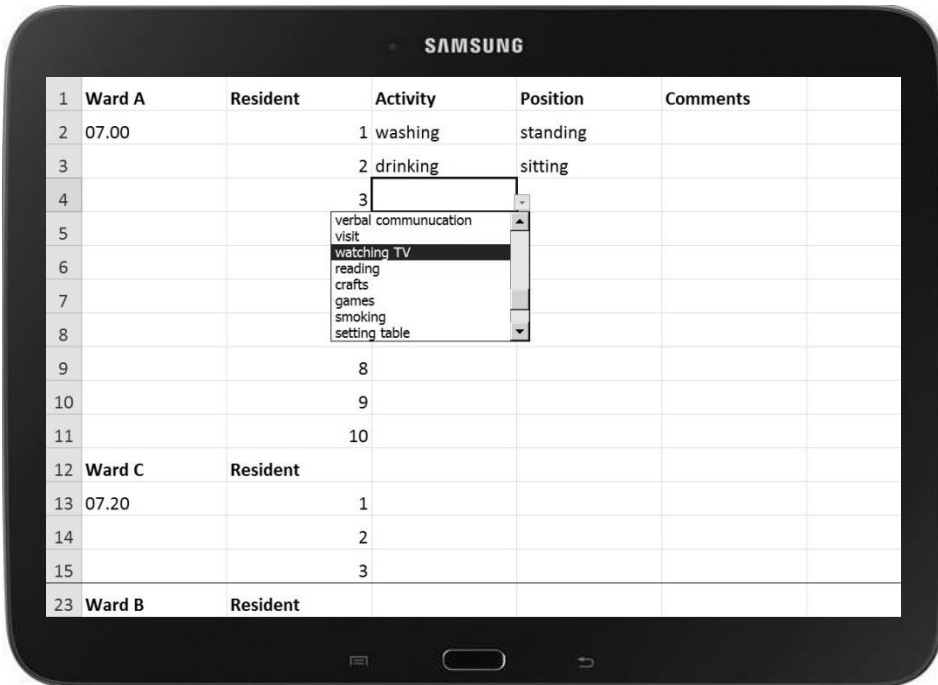 SAMSUNG
1 Ward A Resident Activity Position Comments
2 07.00 1 washing standing
3 2 drinking sitting
4 3
5 verbal communucation
visit
watching TV
6 reading
crafts
7 games
smoking
8 setting table
9 8
10 9
11 10
12 Ward C Resident
13 07.20 1
14 2
15 3
23 Ward B Resident